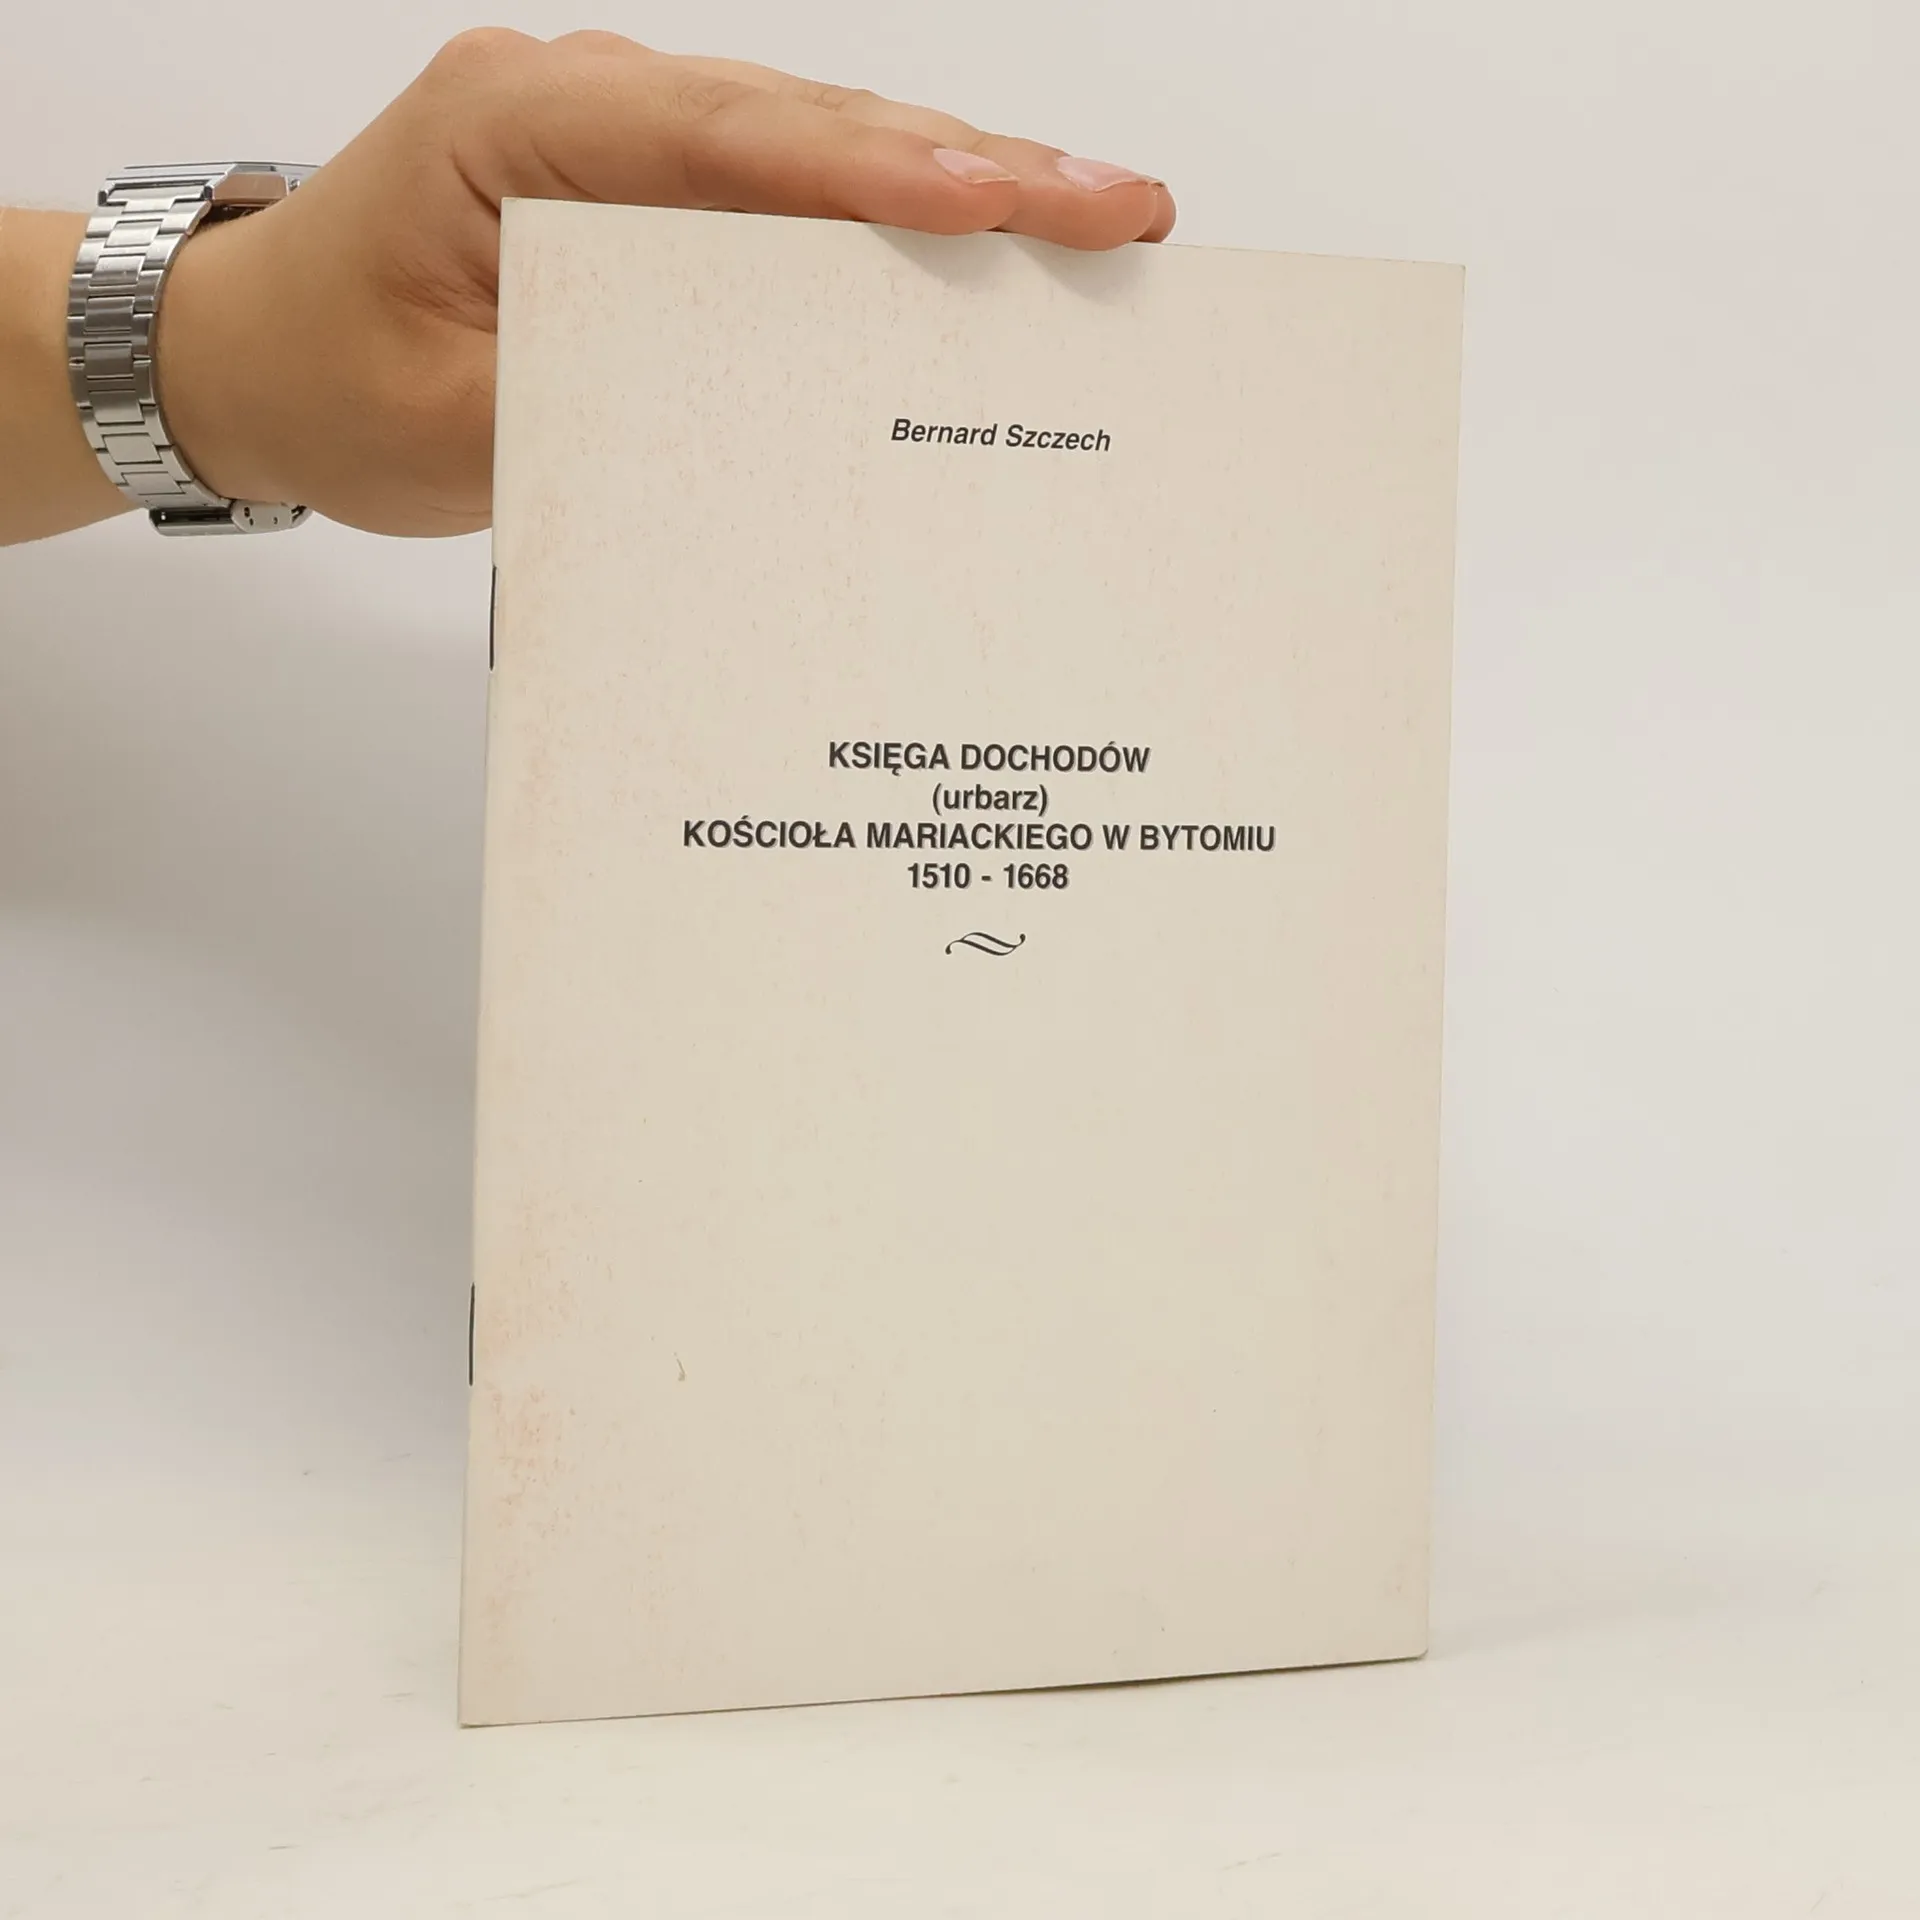 Bernard Szczech
KSIĘGA DOCHODÓW
(urbarz)
KOŚCIOŁA MARIACKIEGO W BYTOMIU
1510 - 1668